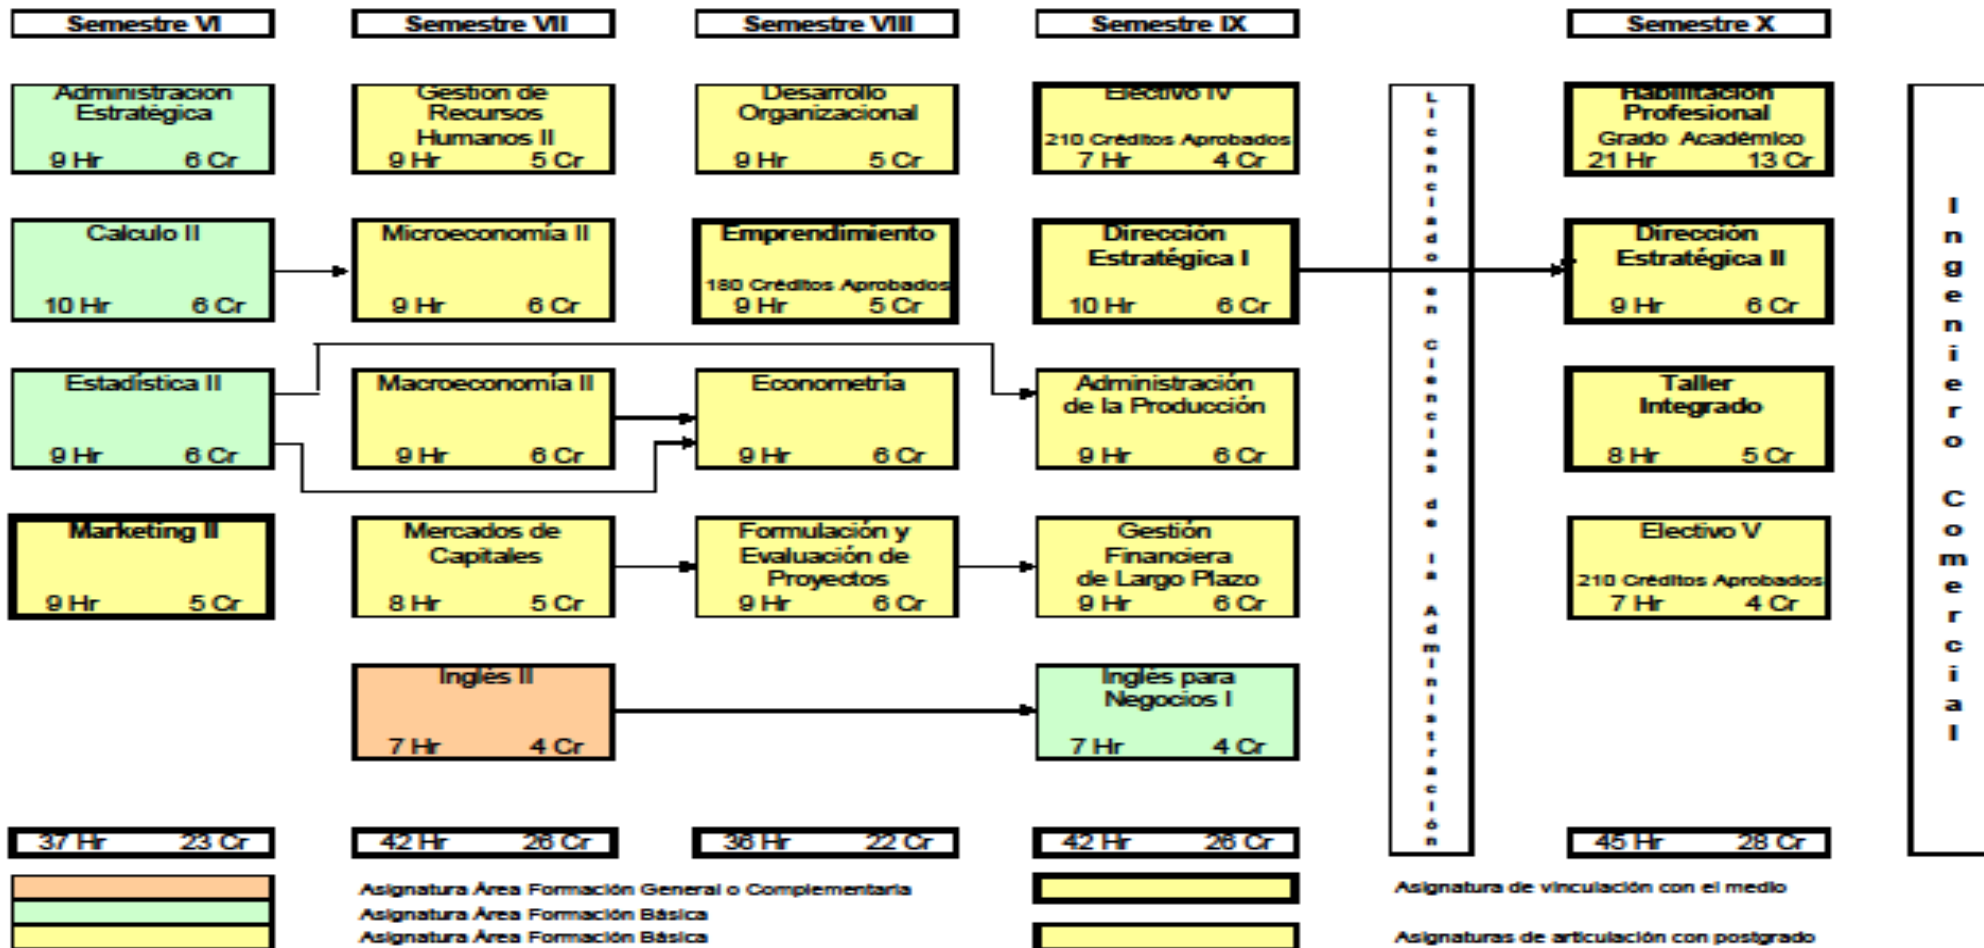 Semestre VI
Semestre VII
Semestre VIII
Semestre IX
Semestre X
Administración
Estratégica
9 Hr 6 Cr
Gestión de
Recursos
Humanos II
9 Hr 5 Cr
Desarrollo
Organizacional
9 Hr 5 Cr
Electivo IV
210 Créditos Aprobados
7 Hr 4 Cr
Habilitación
Profesional
Grado Académico
21 Hr 13 Cr
Calculo II
10 Hr 6 Cr
Microeconomía II
9 Hr 6 Cr
Emprendimiento
180 Créditos Aprobados
9 Hr 5 Cr
Dirección
Estratégica I
10 Hr 6 Cr
Dirección
Estratégica II
9 Hr 6 Cr
Estadística II
9 Hr 6 Cr
Macroeconomía II
9 Hr 6 Cr
Econometría
9 Hr 6 Cr
Administración
de la Producción
9 Hr 6 Cr
Taller
Integrado
8 Hr 5 Cr
Marketing II
9 Hr 5 Cr
Mercados de
Capitales
8 Hr 5 Cr
Formulación y
Evaluación de
Proyectos
9 Hr 6 Cr
Gestión
Financiera
de Largo Plazo
9 Hr 6 Cr
Electivo V
210 Créditos Aprobados
7 Hr 4 Cr
Inglés II
7 Hr 4 Cr
Inglés para
Negocios I
7 Hr 4 Cr
Licenciado en Ciencias de la Administración
Ingeniero Comercial
37 Hr 23 Cr
42 Hr 26 Cr
36 Hr 22 Cr
42 Hr 26 Cr
45 Hr 28 Cr
Asignatura Área Formación General o Complementaria
Asignatura Área Formación Básica
Asignatura Área Formación Básica
Asignatura de vinculación con el medio
Asignaturas de articulación con postgrado